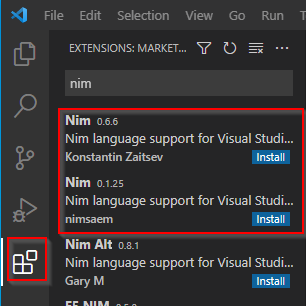 File Edit Selection View Go Run
EXTENSIONS: MARKET...
nim
Nim 0.6.6
Nim language support for Visual Studi...
Konstantin Zaitsev Install
Nim 0.1.25
Nim language support for Visual Studi...
nimsaem Install
Nim Alt 0.8.1
Nim language support for Visual Studi...
Gary M Install